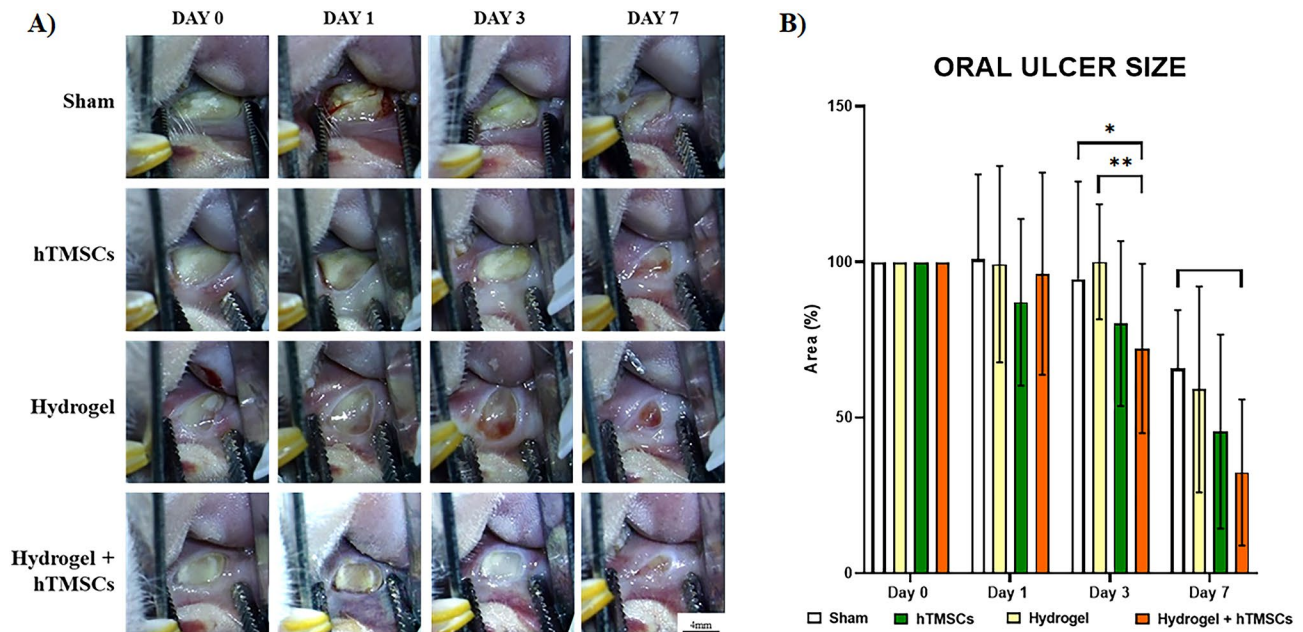 A)
DAY 0 DAY 1 DAY 3 DAY 7
Sham
hTMSCs
Hydrogel
Hydrogel +
hTMSCs
4mm
B)
ORAL ULCER SIZE
150
100
50
0
Area (%)
*
**
Day 0 Day 1 Day 3 Day 7
Sham hTMSCs Hydrogel Hydrogel + hTMSCs